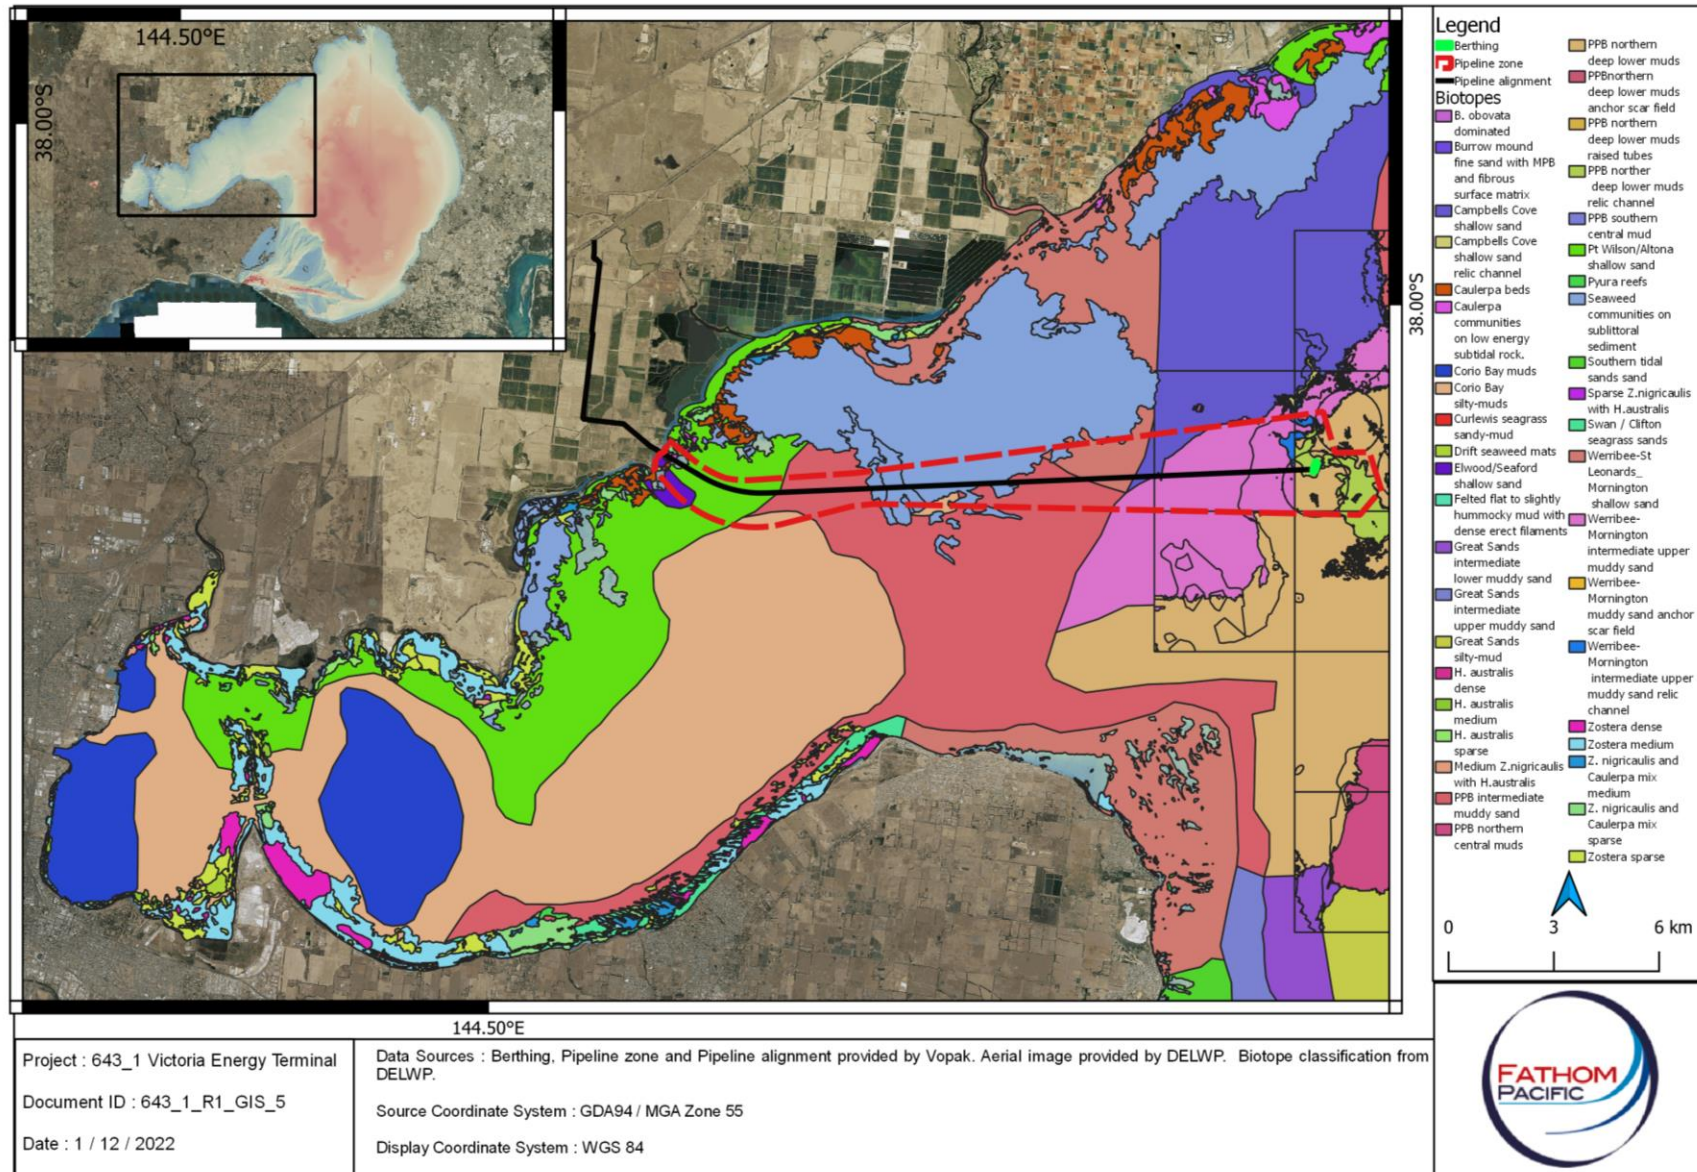 144.50°E
38.00°S
38.00°S
144.50°E
Legend
Berthing
Pipeline zone
Pipeline alignment
Biotopes
B. obovata
dominated
Burrow mound
fine sand with MPB
and fibrous
surface matrix
Campbells Cove
shallow sand
Campbells Cove
shallow sand
relic channel
Caulerpa beds
Caulerpa
communities
on low energy
subtidal rock.
Corio Bay muds
Corio Bay
silty-muds
Curlewis seagrass
sandy-mud
Drift seaweed mats
Elwood/Seaford
shallow sand
Felted flat to slightly
hummocky mud with
dense erect filaments
Great Sands
intermediate
lower muddy sand
Great Sands
intermediate
upper muddy sand
Great Sands
silty-mud
H. australis
dense
H. australis
medium
H. australis
sparse
Medium Z.nigricaulis
with H.australis
PPB intermediate
muddy sand
PPB northern
central muds
PPB northern
deep lower muds
PPBnorthern
deep lower muds
anchor scar field
PPB northern
deep lower muds
raised tubes
PPB norther
deep lower muds
relic channel
PPB southern
central mud
Pt Wilson/Altona
shallow sand
Pyura reefs
Seaweed
communities on
sublittoral
sediment
Southern tidal
sands sand
Sparse Z.nigricaulis
with H.australis
Swan / Clifton
seagrass sands
Werribee-St
Leonards_
Mornington
shallow sand
Werribee-
Mornington
intermediate upper
muddy sand
Werribee-
Mornington
muddy sand anchor
scar field
Werribee-
Mornington
intermediate upper
muddy sand relic
channel
Zostera dense
Zostera medium
Z. nigricaulis and
Caulerpa mix
medium
Z. nigricaulis and
Caulerpa mix
sparse
Zostera sparse
0 3 6 km
Project : 643_1 Victoria Energy Terminal
Document ID : 643_1_R1_GIS_5
Date : 1 / 12 / 2022
Data Sources : Berthing, Pipeline zone and Pipeline alignment provided by Vopak. Aerial image provided by DELWP. Biotope classification from
DELWP.
Source Coordinate System : GDA94 / MGA Zone 55
Display Coordinate System : WGS 84
FATHOM
PACIFIC